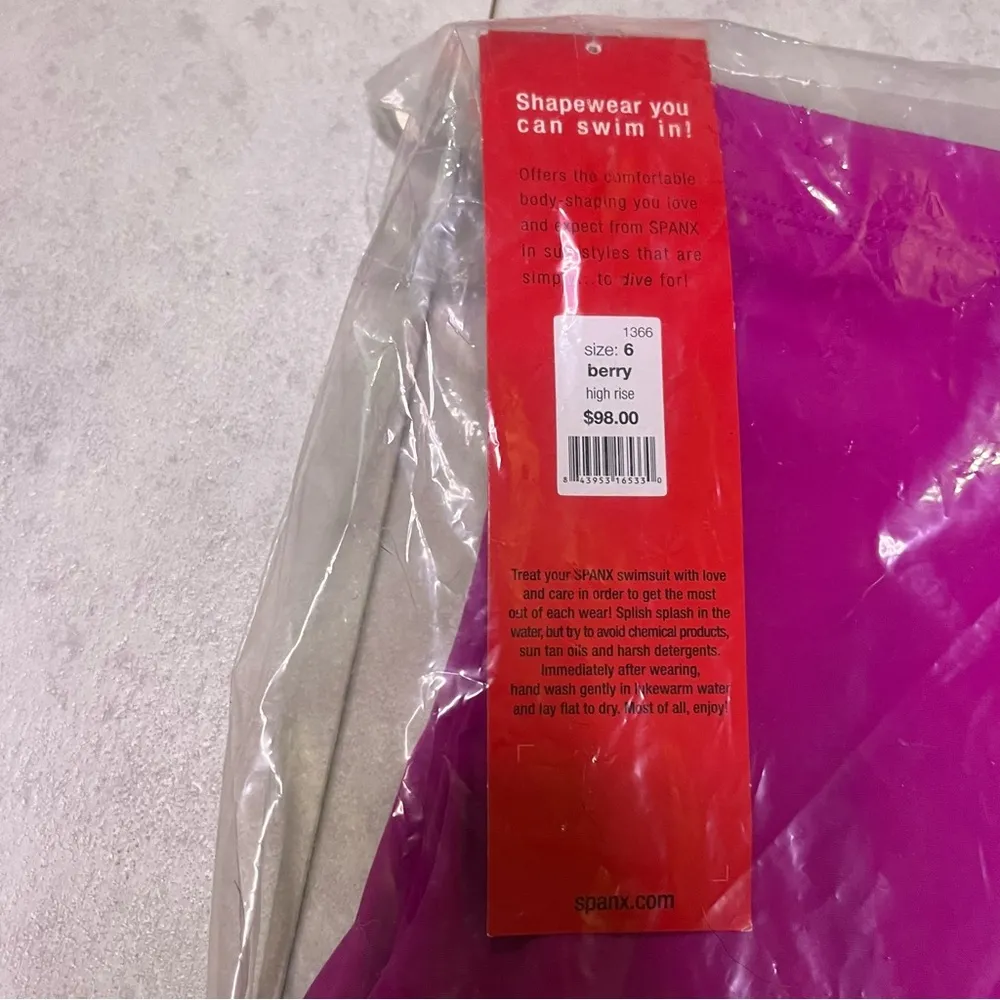 Shapewear you
can swim in!
Offers the comfortable
body-shaping you love
and expect from SPANX
in styles that are
to dive for!
1366
size: 6
berry
high rise
$98.00
8 43953 16533 0
Treat your SPANX swimsuit with love
and care in order to get the most
out of each wear! Splish splash in the
water, but try to avoid chemical products,
sun tan oils and harsh detergents.
Immediately after wearing,
hand wash gently in lukewarm water
and lay flat to dry. Most of all, enjoy!
spanx.com